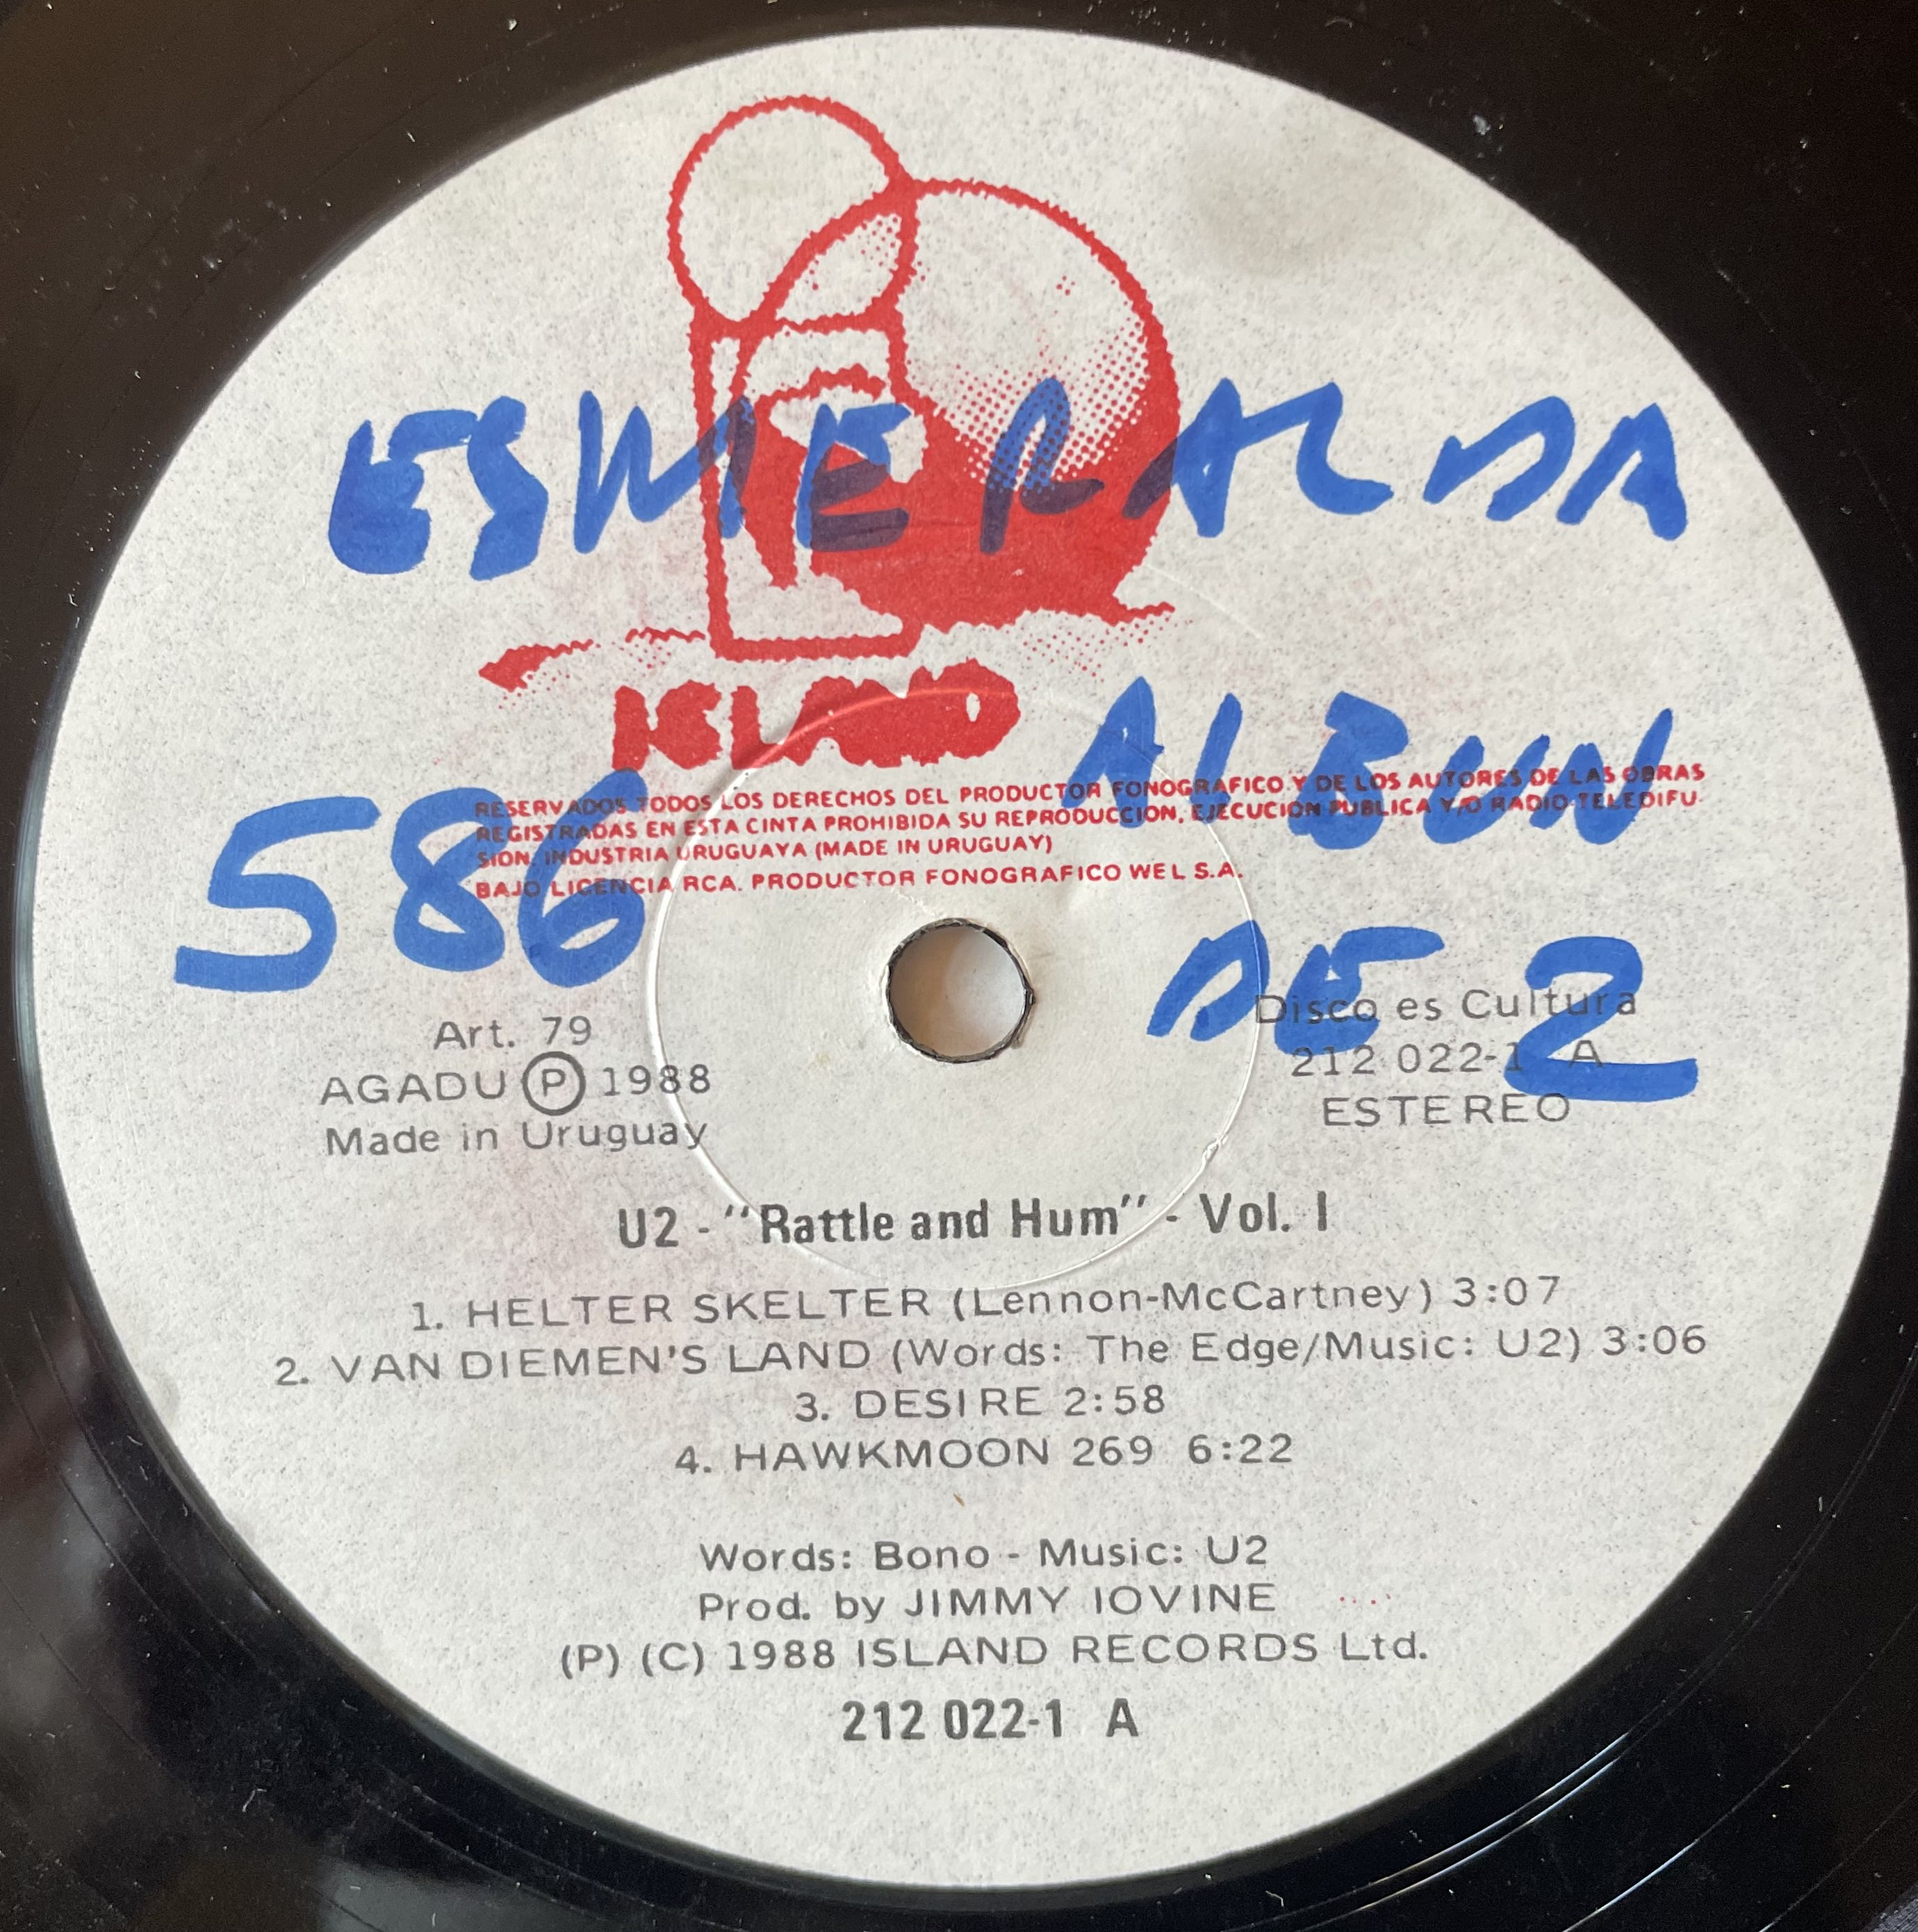 ESMERALDA
ISLAND
ALBUN
586
RESERVADOS TODOS LOS DERECHOS DEL PRODUCTOR FONOGRAFICO Y DE LOS AUTORES DE LAS OBRAS
REGISTRADAS EN ESTA CINTA PROHIBIDA SU REPRODUCCION, EJECUCION PUBLICA Y/O RADIO-TELEDIFU-
SION. INDUSTRIA URUGUAYA (MADE IN URUGUAY)
BAJO LICENCIA RCA. PRODUCTOR FONOGRAFICO WEL S.A.
DE 2
Art. 79
AGADU Ⓟ 1988
Made in Uruguay
Disco es Cultura
212 022-1 A
ESTEREO
U2 - "Rattle and Hum" - Vol. I
1. HELTER SKELTER (Lennon-McCartney) 3:07
2. VAN DIEMEN'S LAND (Words: The Edge/Music: U2) 3:06
3. DESIRE 2:58
4. HAWKMOON 269 6:22
Words: Bono - Music: U2
Prod. by JIMMY IOVINE
(P) (C) 1988 ISLAND RECORDS Ltd.
212 022-1 A